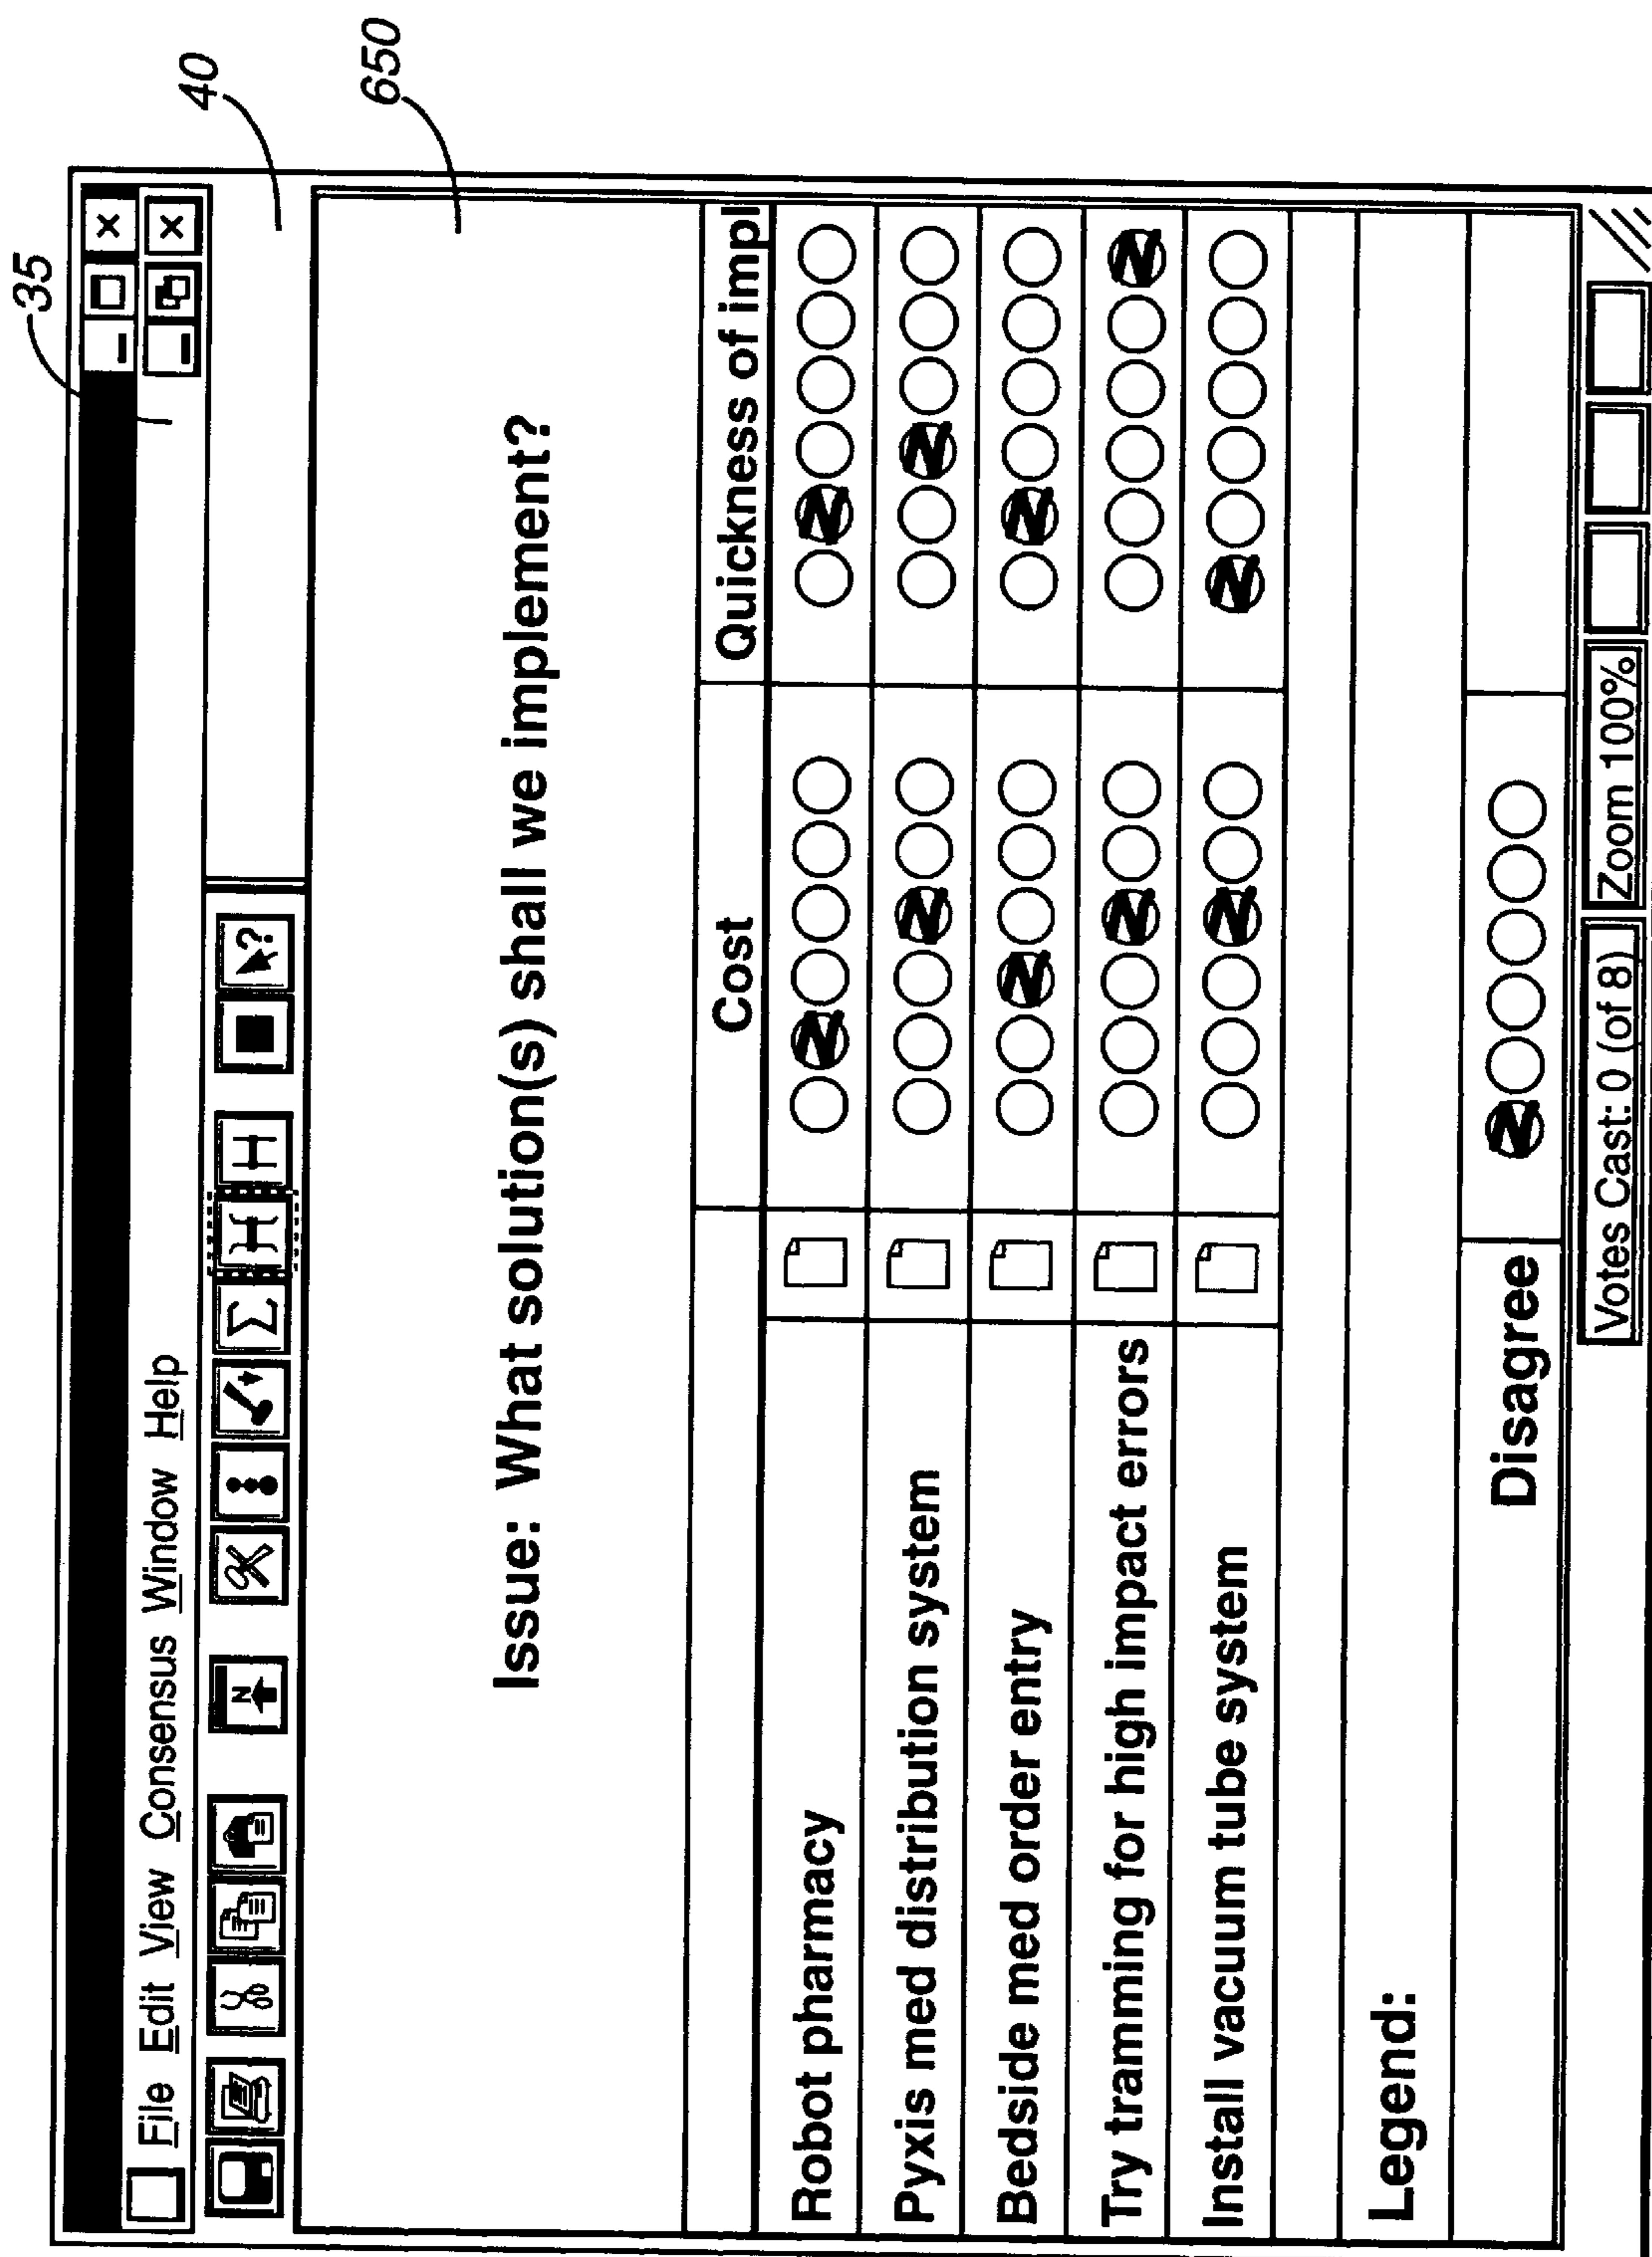 35
40
650
File Edit View Consensus Window Help
N
Σ
?
Issue: What solution(s) shall we implement?
Cost Quickness of impl
Robot pharmacy N N
Pyxis med distribution system N N
Bedside med order entry N N
Try tramming for high impact errors N N
Install vacuum tube system N N
Legend:
Disagree N
Votes Cast: 0 (of 8) Zoom 100%